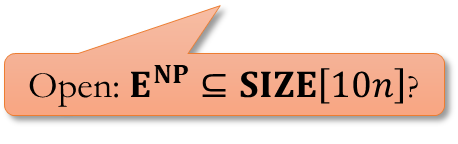 Open: 𝐄^𝐍𝐏 ⊆ 𝐒𝐈𝐙𝐄[10𝑛]?